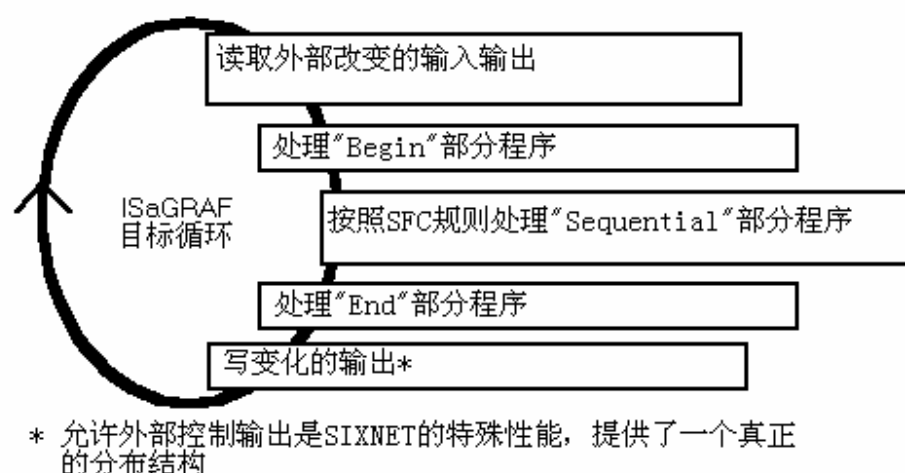 读取外部改变的输入输出
处理"Begin"部分程序
ISaGRAF
目标循环
按照SFC规则处理"Sequential"部分程序
处理"End"部分程序
写变化的输出*
* 允许外部控制输出是SIXNET的特殊性能，提供了一个真正
的分布结构